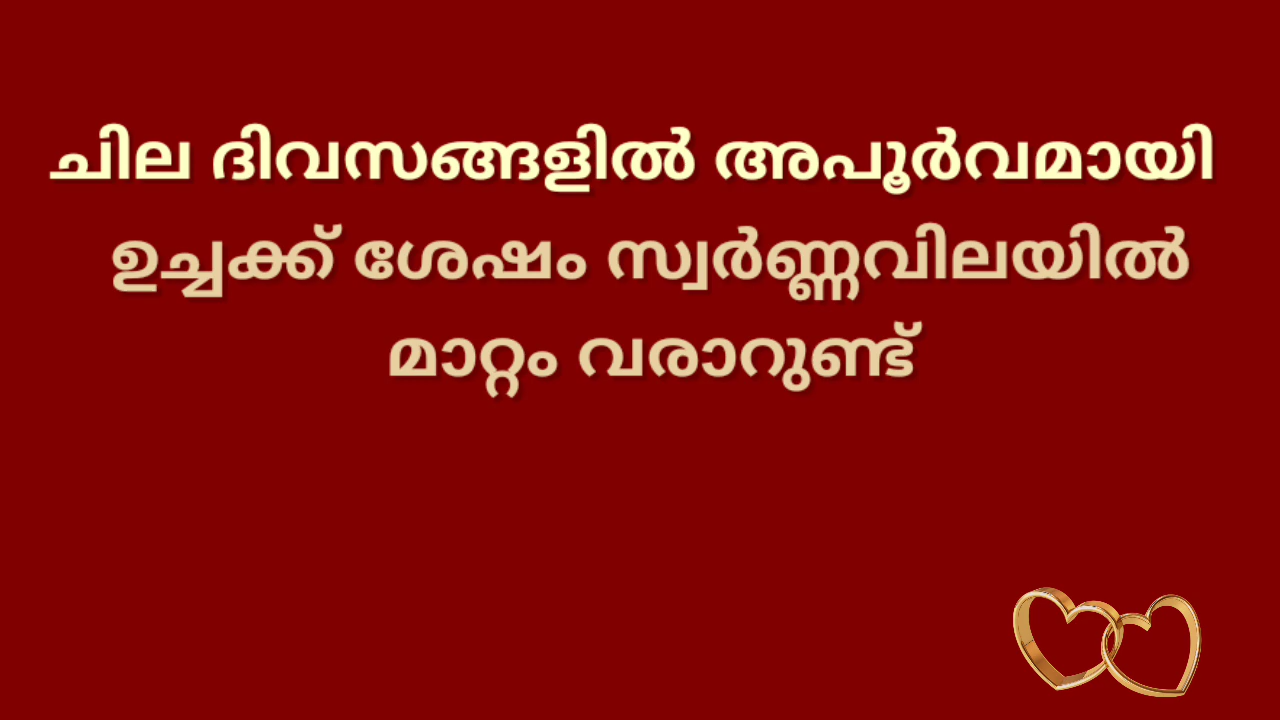 ചില ദിവസങ്ങളിൽ അപൂർവമായി
ഉച്ചക്ക് ശേഷം സ്വർണ്ണവിലയിൽ
മാറ്റം വരാറുണ്ട്